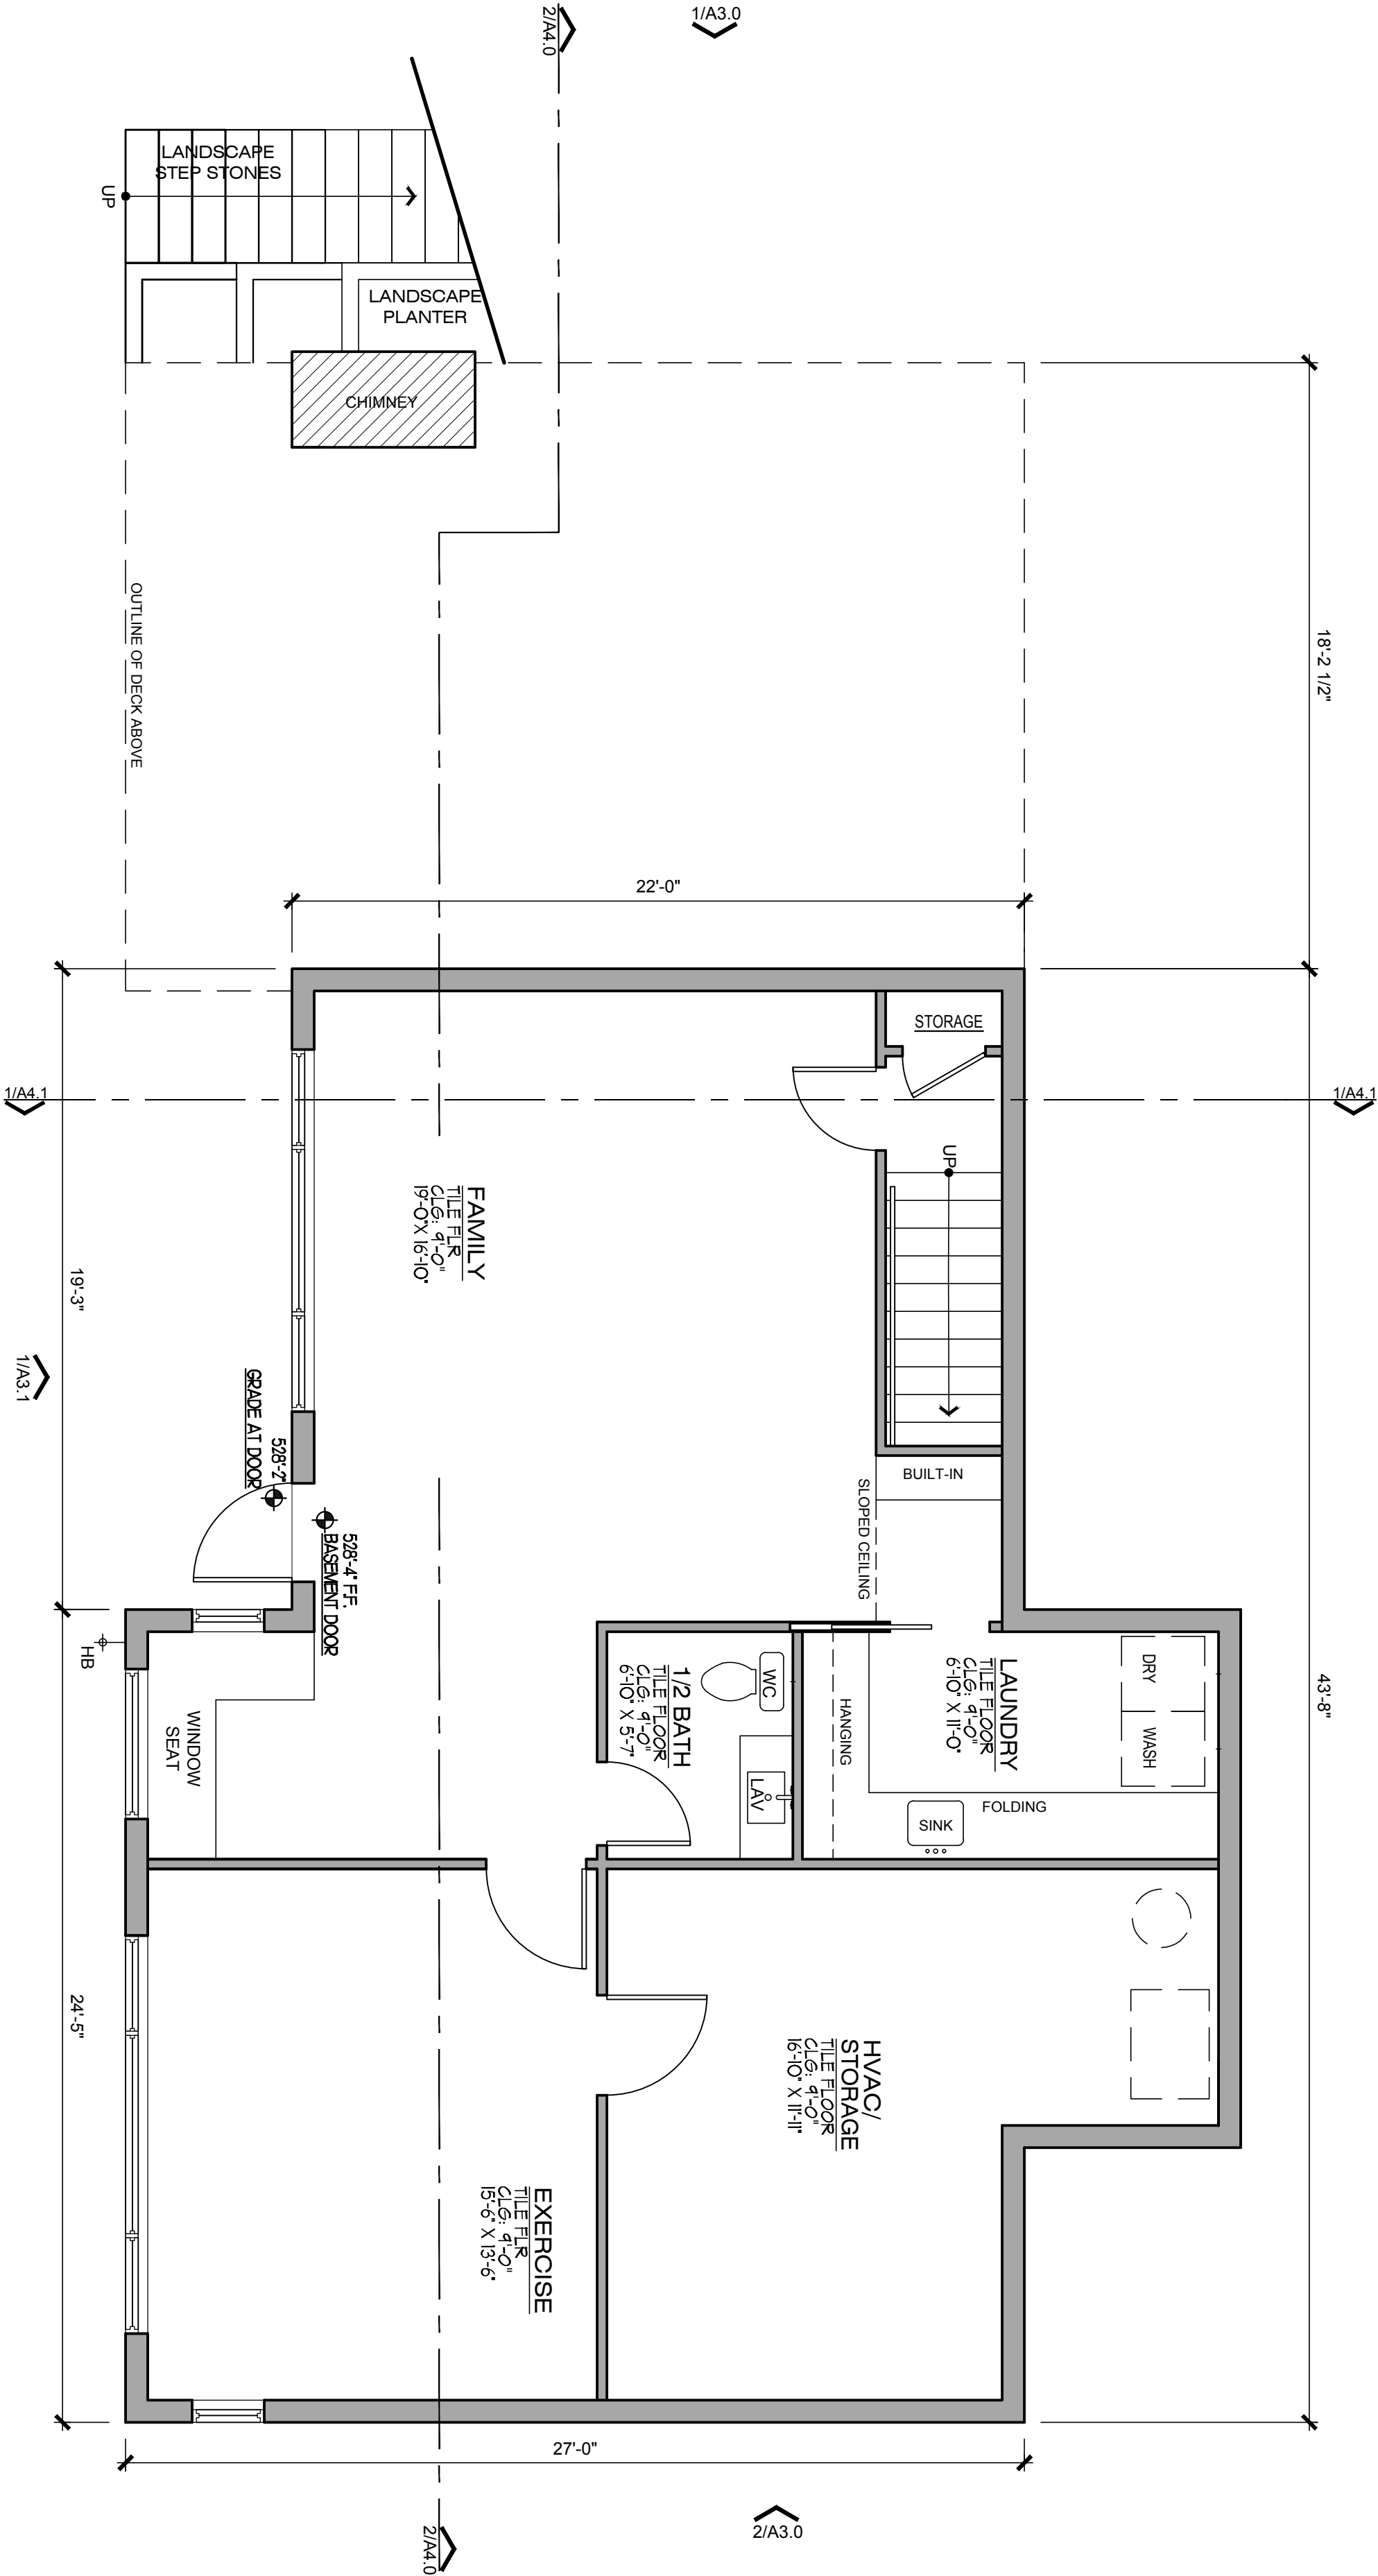 1/A3.0
2/A4.0
LANDSCAPE
STEP STONES
UP
LANDSCAPE
PLANTER
CHIMNEY
OUTLINE OF DECK ABOVE
18'-2 1/2"
22'-0"
STORAGE
1/A4.1
1/A4.1
UP
FAMILY
TILE FLR
CLG: 9'-0"
19'-0" X 16'-10"
19'-3"
1/A3.1
528'-2"
GRADE AT DOOR
528'-4" F.F.
BASEMENT DOOR
BUILT-IN
SLOPED CEILING
HB
WINDOW
SEAT
1/2 BATH
TILE FLOOR
CLG: 9'-0"
6'-10" X 5'-7"
WC
LAV
HANGING
LAUNDRY
TILE FLOOR
CLG: 9'-0"
6'-10" X 11'-0"
DRY
WASH
FOLDING
SINK
43'-8"
24'-5"
HVAC/
STORAGE
TILE FLOOR
CLG: 9'-0"
16'-10" X 11'-11"
EXERCISE
TILE FLR
CLG: 9'-0"
15'-6" X 13'-6"
27'-0"
2/A4.0
2/A3.0